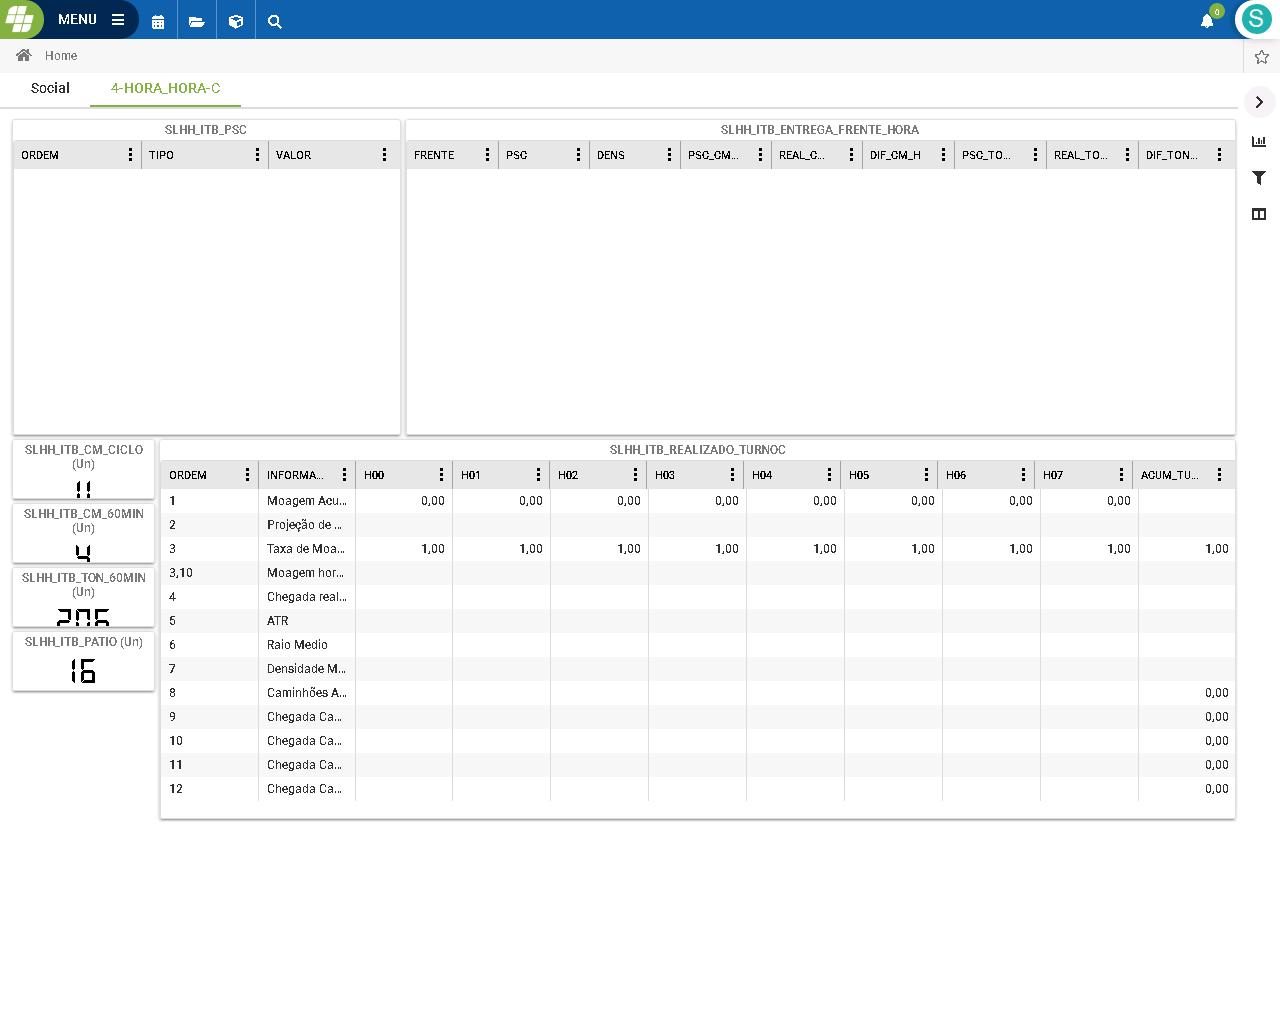 MENU
0
S
Home
Social
4-HORA_HORA-C
SLHH_ITB_PSC
ORDEM TIPO VALOR
SLHH_ITB_ENTREGA_FRENTE_HORA
FRENTE PSC DENS PSC_CM... REAL_C... DIF_CM_H PSC_TO... REAL_TO... DIF_TON...
SLHH_ITB_CM_CICLO
(Un)
11
SLHH_ITB_CM_60MIN
(Un)
4
SLHH_ITB_TON_60MIN
(Un)
206
SLHH_ITB_PATIO (Un)
16
SLHH_ITB_REALIZADO_TURNOC
ORDEM INFORMA... H00 H01 H02 H03 H04 H05 H06 H07 ACUM_TU...
1 Moagem Acu... 0,00 0,00 0,00 0,00 0,00 0,00 0,00 0,00
2 Projeção de ...
3 Taxa de Moa... 1,00 1,00 1,00 1,00 1,00 1,00 1,00 1,00 1,00
3,10 Moagem hor...
4 Chegada real...
5 ATR
6 Raio Medio
7 Densidade M...
8 Caminhões A... 0,00
9 Chegada Ca... 0,00
10 Chegada Ca... 0,00
11 Chegada Ca... 0,00
12 Chegada Ca... 0,00